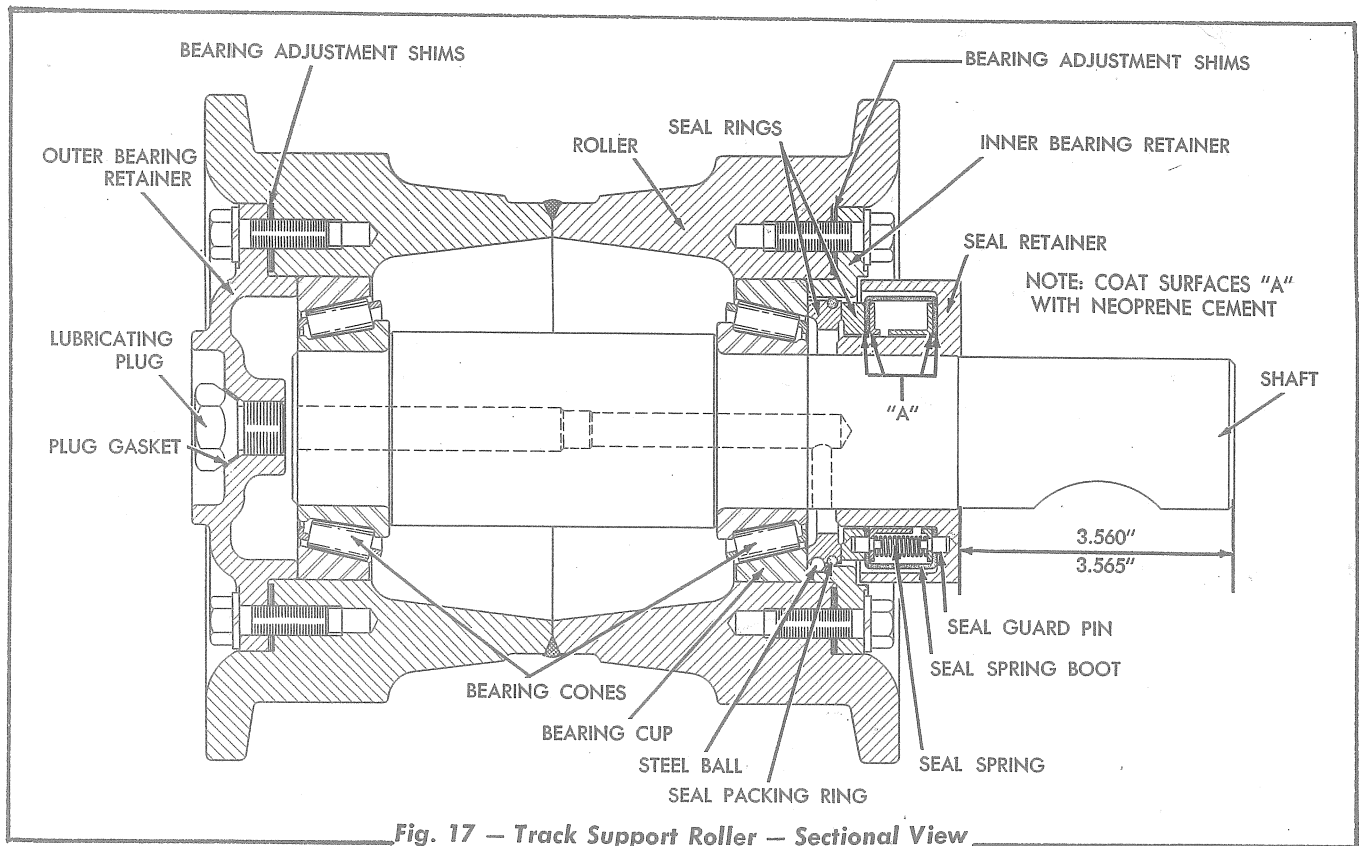 BEARING ADJUSTMENT SHIMS
BEARING ADJUSTMENT SHIMS
SEAL RINGS
ROLLER
INNER BEARING RETAINER
OUTER BEARING
RETAINER
SEAL RETAINER
NOTE: COAT SURFACES "A"
WITH NEOPRENE CEMENT
LUBRICATING
PLUG
SHAFT
"A"
PLUG GASKET
3.560"
3.565"
SEAL GUARD PIN
SEAL SPRING BOOT
BEARING CONES
BEARING CUP
STEEL BALL
SEAL SPRING
SEAL PACKING RING
Fig. 17 — Track Support Roller — Sectional View